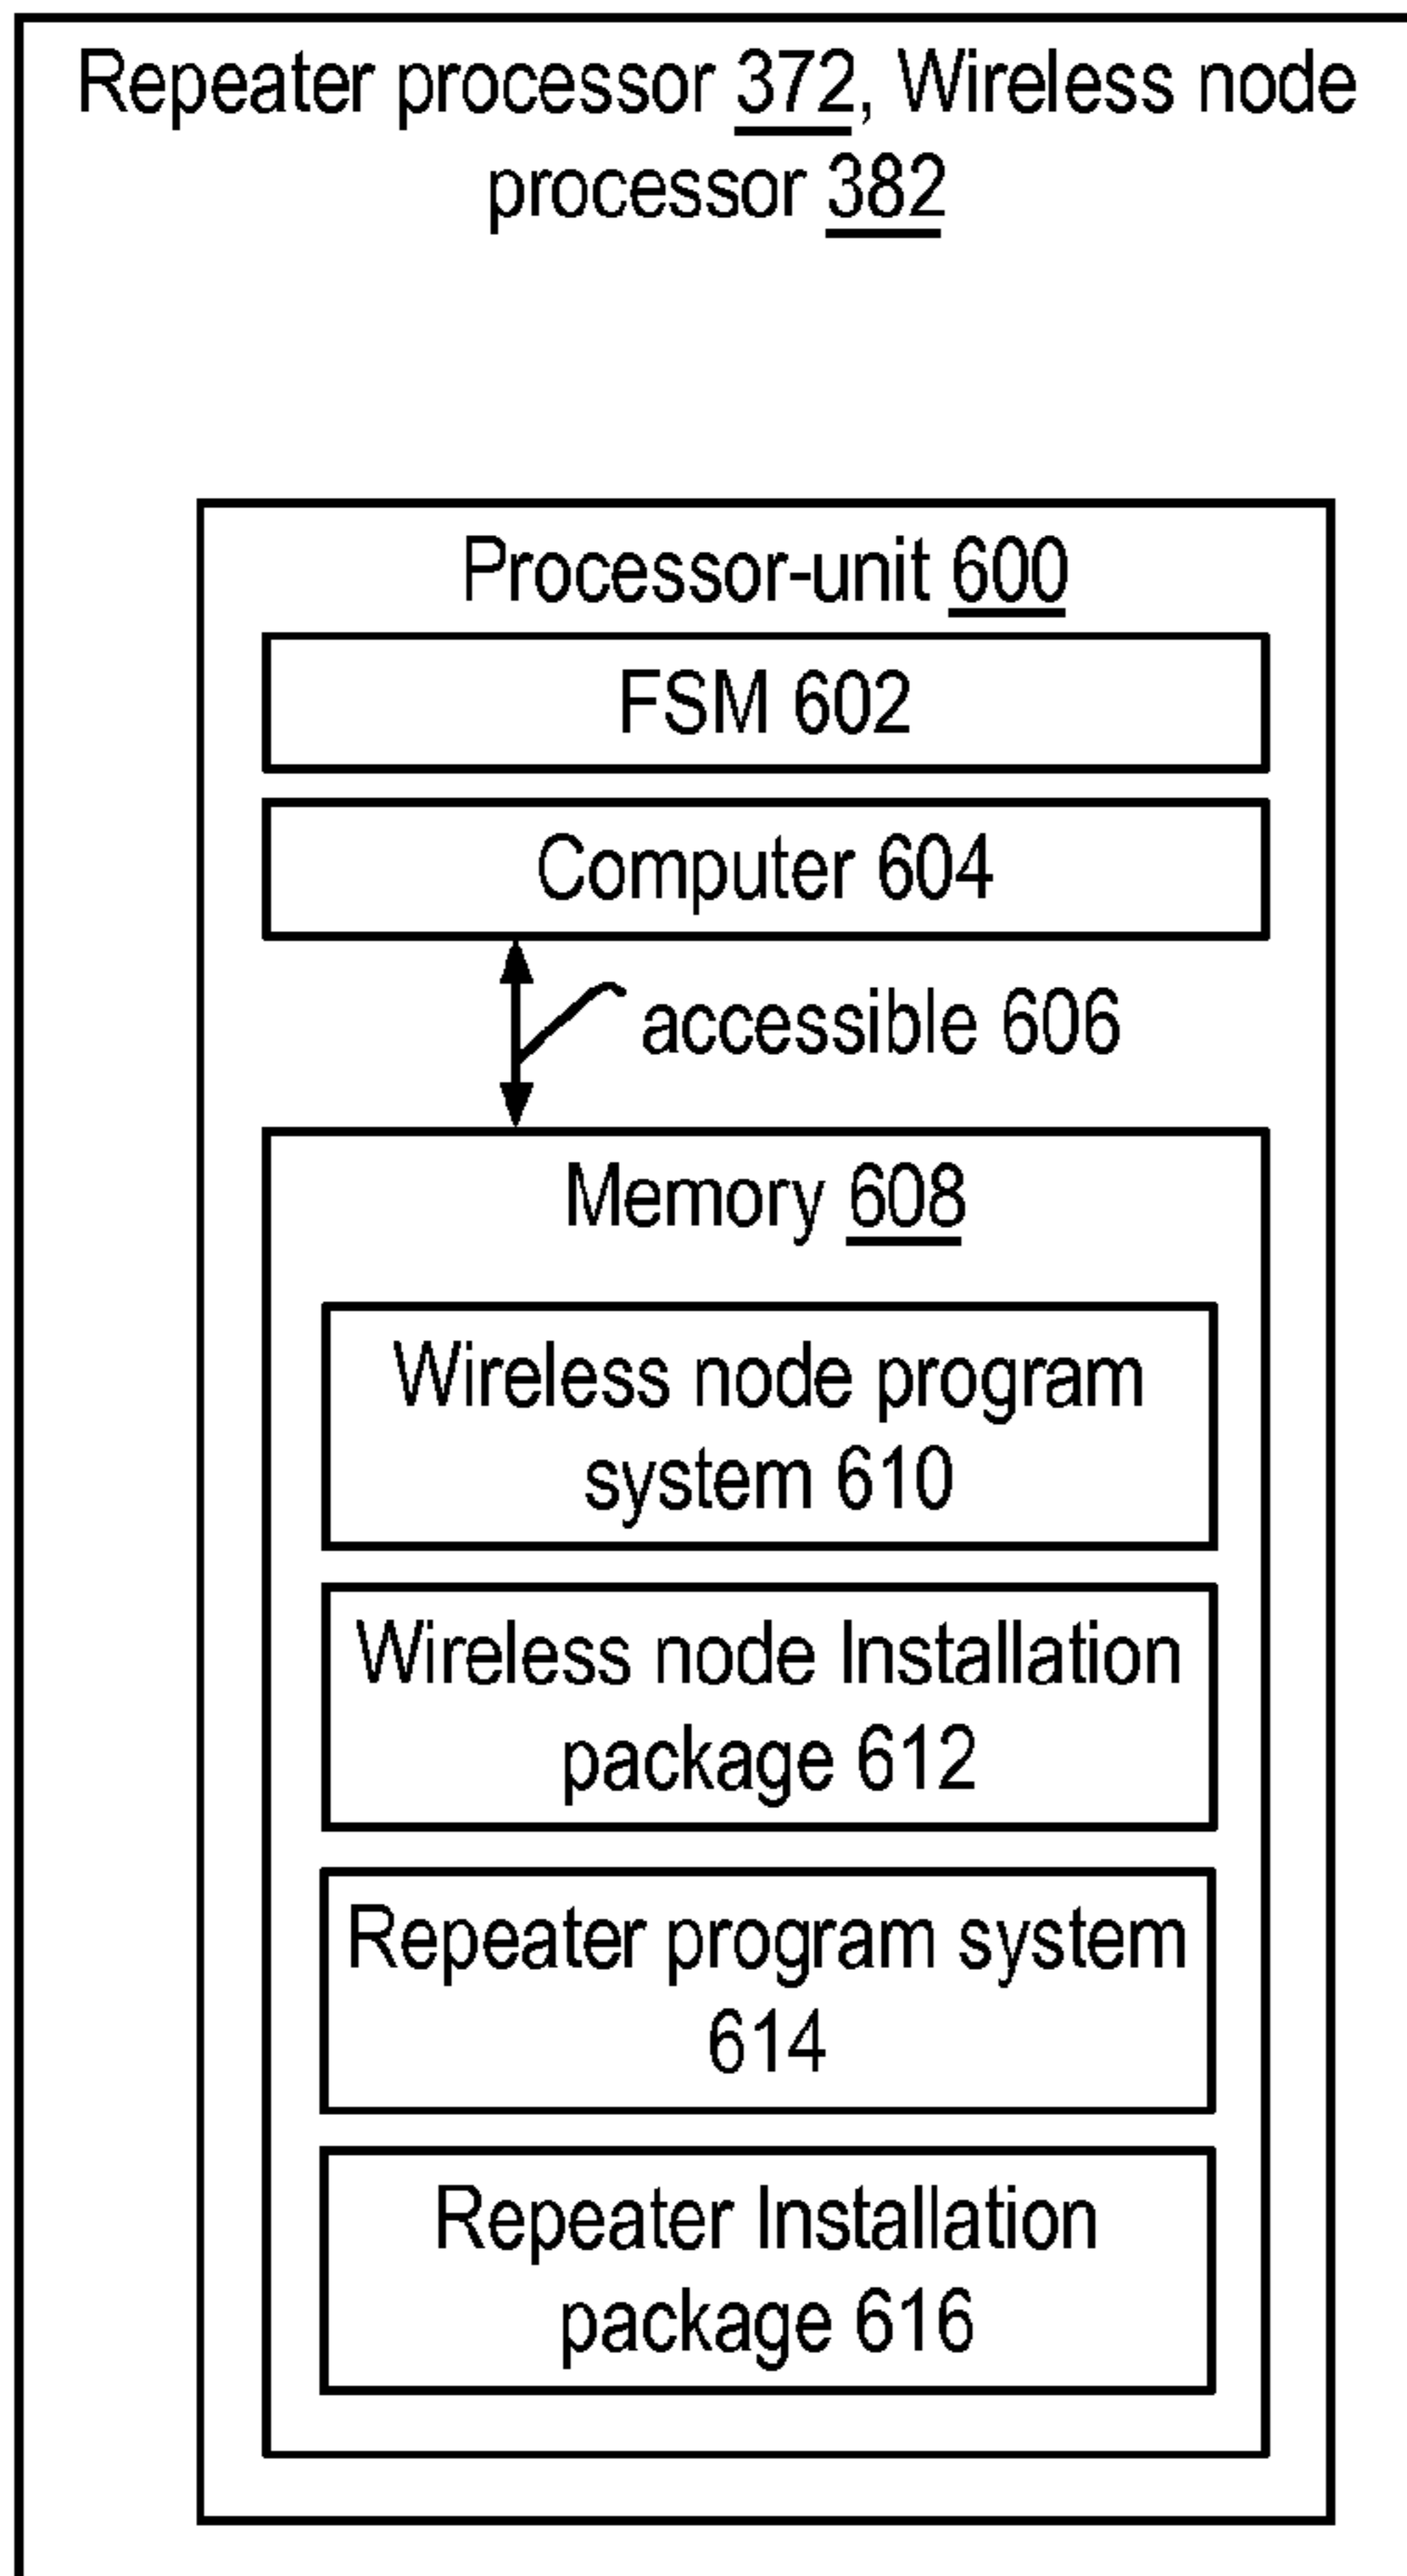 Repeater processor 372, Wireless node
processor 382
Processor-unit 600
FSM 602
Computer 604
accessible 606
Memory 608
Wireless node program
system 610
Wireless node Installation
package 612
Repeater program system
614
Repeater Installation
package 616